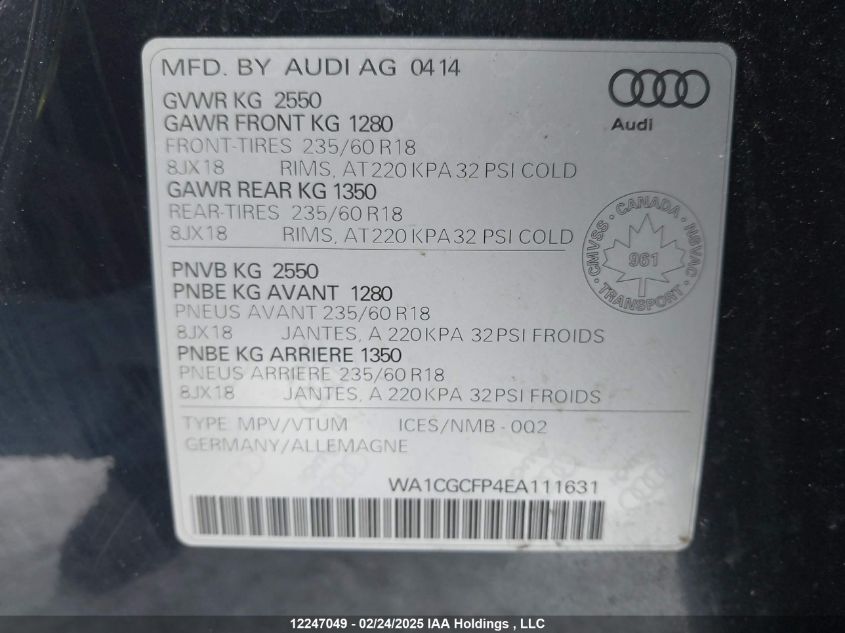 MFD. BY AUDI AG 0414
GVWR KG 2550
GAWR FRONT KG 1280
FRONT-TIRES 235/60 R18
8JX18 RIMS, AT 220 KPA 32 PSI COLD
GAWR REAR KG 1350
REAR-TIRES 235/60 R18
8JX18 RIMS, AT 220 KPA 32 PSI COLD
Audi
CMVSS - CANADA - NSVAC
961
TRANSPORT
PNVB KG 2550
PNBE KG AVANT 1280
PNEUS AVANT 235/60 R18
8JX18 JANTES, A 220 KPA 32 PSI FROIDS
PNBE KG ARRIERE 1350
PNEUS ARRIERE 235/60 R18
8JX18 JANTES, A 220 KPA 32 PSI FROIDS
TYPE MPV/VTUM ICES/NMB - 002
GERMANY/ALLEMAGNE
WA1CGCFP4EA111631
12247049 - 02/24/2025 IAA Holdings , LLC